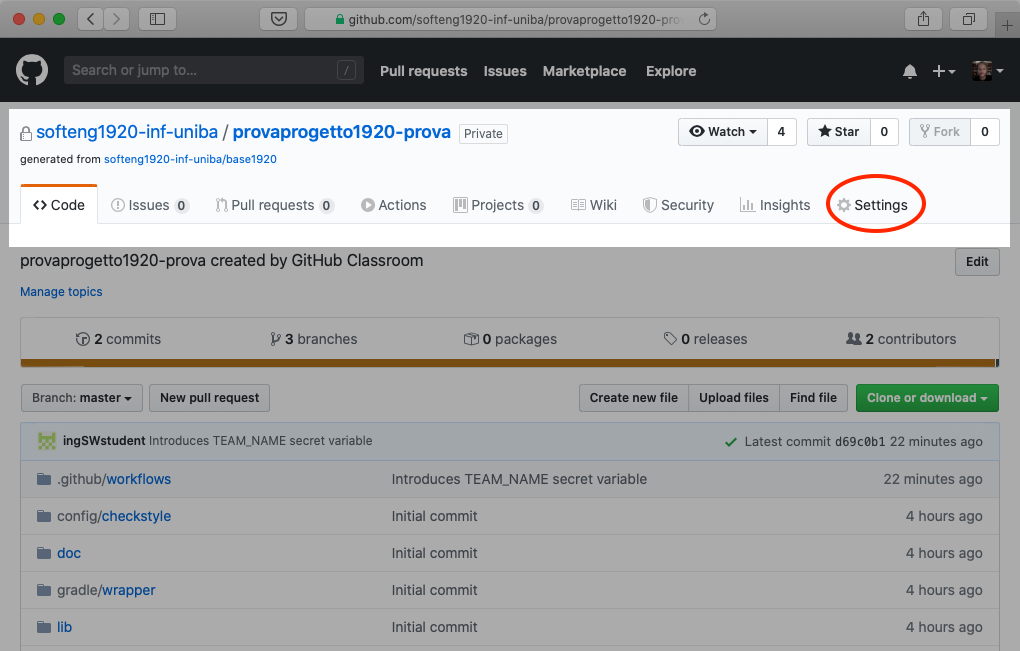 github.com/softeng1920-inf-uniba/provaprogetto1920-prov
Search or jump to... / Pull requests Issues Marketplace Explore
softeng1920-inf-uniba / provaprogetto1920-prova Private Watch 4 Star 0 Fork 0
generated from softeng1920-inf-uniba/base1920
Code Issues 0 Pull requests 0 Actions Projects 0 Wiki Security Insights Settings
provaprogetto1920-prova created by GitHub Classroom Edit
Manage topics
2 commits 3 branches 0 packages 0 releases 2 contributors
Branch: master New pull request Create new file Upload files Find file Clone or download
ingSWstudent Introduces TEAM_NAME secret variable Latest commit d69c0b1 22 minutes ago
.github/workflows Introduces TEAM_NAME secret variable 22 minutes ago
config/checkstyle Initial commit 4 hours ago
doc Initial commit 4 hours ago
gradle/wrapper Initial commit 4 hours ago
lib Initial commit 4 hours ago